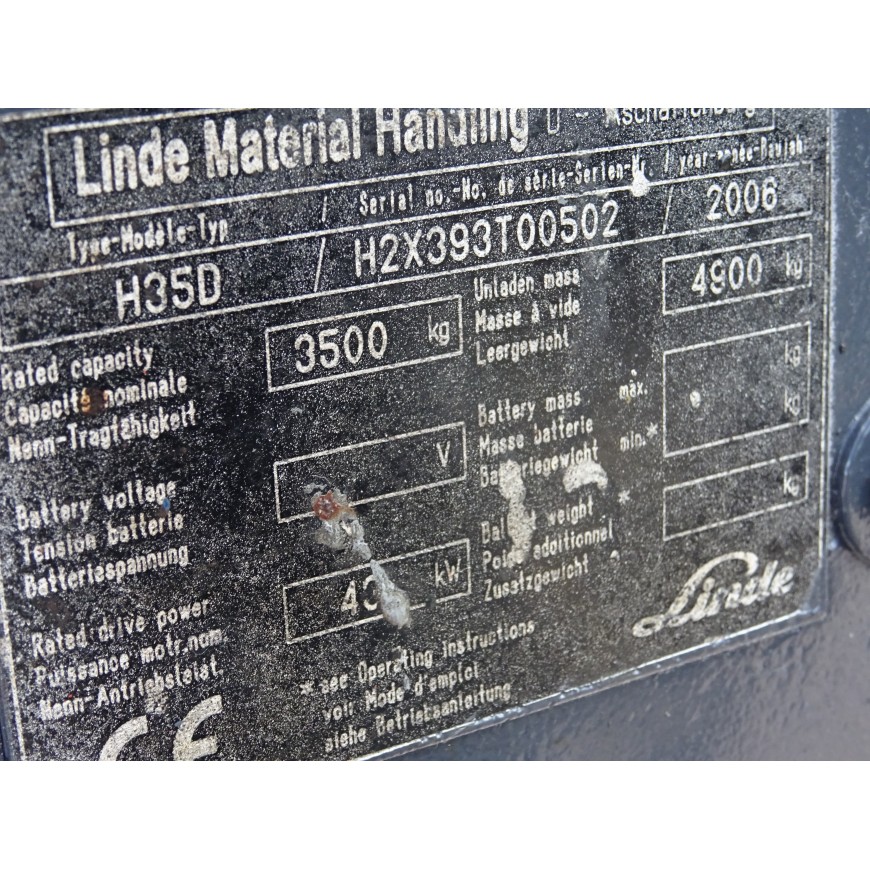 Linde Material Handling
Type-Modèle-Typ / Serial no.-No. de série-Serien-Nr. / year-made-Baujahr
H35D / H2X393T00502 / 2006
Rated capacity
Capacité nominale
Nenn-Tragfähigkeit
3500 kg
Unladen mass
Masse à vide
Leergewicht
4900 kg
Battery voltage
Tension batterie
Batteriespannung
V
Battery mass max. kg
Masse batterie
Batteriegewicht min.* kg
Rated drive power
Puissance motr.nom.
Nenn-Antriebsleist.
kW
Ballast weight *
Poids additionnel
Zusatzgewicht
kg
* see Operating instructions
voir Mode d'emploi
siehe Betriebsanleitung
Linde
CE